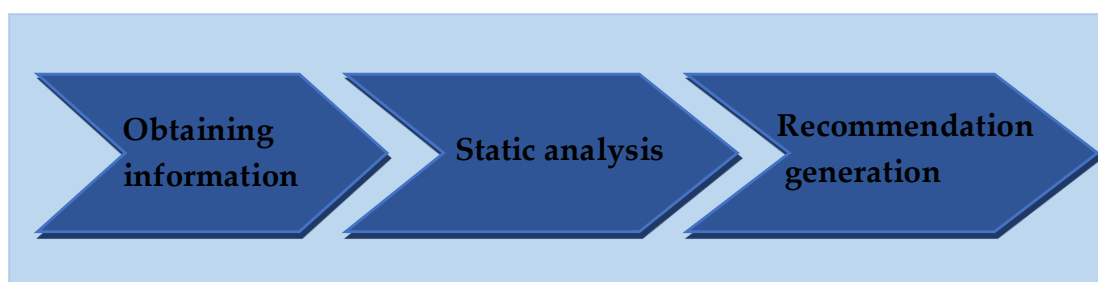 Obtaining
information
Static analysis
Recommendation
generation